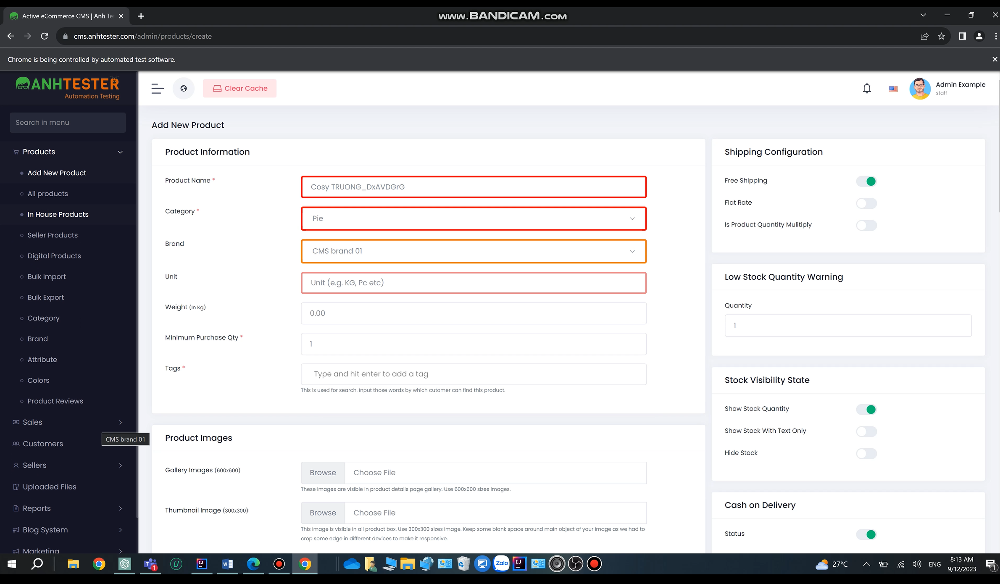 Active eCommerce CMS | Anh Te
www.BANDICAM.com
cms.anhtester.com/admin/products/create
Chrome is being controlled by automated test software.
ANHTESTER
Automation Testing
Clear Cache
Admin Example
staff
Search in menu
Products
Add New Product
All products
In House Products
Seller Products
Digital Products
Bulk Import
Bulk Export
Category
Brand
Attribute
Colors
Product Reviews
Sales
Customers
CMS brand 01
Sellers
Uploaded Files
Reports
Blog System
Marketing
Add New Product
Product Information
Product Name *
Cosy TRUONG_DxAVDGrG
Category *
Pie
Brand
CMS brand 01
Unit
Unit (e.g. KG, Pc etc)
Weight (In Kg)
0.00
Minimum Purchase Qty *
1
Tags *
Type and hit enter to add a tag
This is used for search. Input those words by which cutomer can find this product.
Product Images
Gallery Images (600x600)
Browse
Choose File
These images are visible in product details page gallery. Use 600x600 sizes images.
Thumbnail Image (300x300)
Browse
Choose File
This image is visible in all product box. Use 300x300 sizes image. Keep some blank space around main object of your image as we had to
crop some edge in different devices to make it responsive.
Shipping Configuration
Free Shipping
Flat Rate
Is Product Quantity Mulitiply
Low Stock Quantity Warning
Quantity
1
Stock Visibility State
Show Stock Quantity
Show Stock With Text Only
Hide Stock
Cash on Delivery
Status
1
Zalo
27°C
ENG
8:13 AM
9/12/2023
1